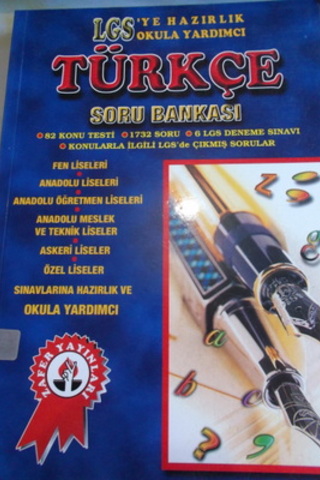 LGS'YE HAZIRLIK
OKULA YARDIMCI
TÜRKÇE
SORU BANKASI
82 KONU TESTİ 1732 SORU 6 LGS DENEME SINAVI
KONULARLA İLGİLİ LGS'de ÇIKMIŞ SORULAR
FEN LİSELERİ
ANADOLU LİSELERİ
ANADOLU ÖĞRETMEN LİSELERİ
ANADOLU MESLEK
VE TEKNİK LİSELER
ASKERİ LİSELER
ÖZEL LİSELER
SINAVLARINA HAZIRLIK VE
OKULA YARDIMCI
ZAFER YAYINLARI
a
b
c
e
?
9